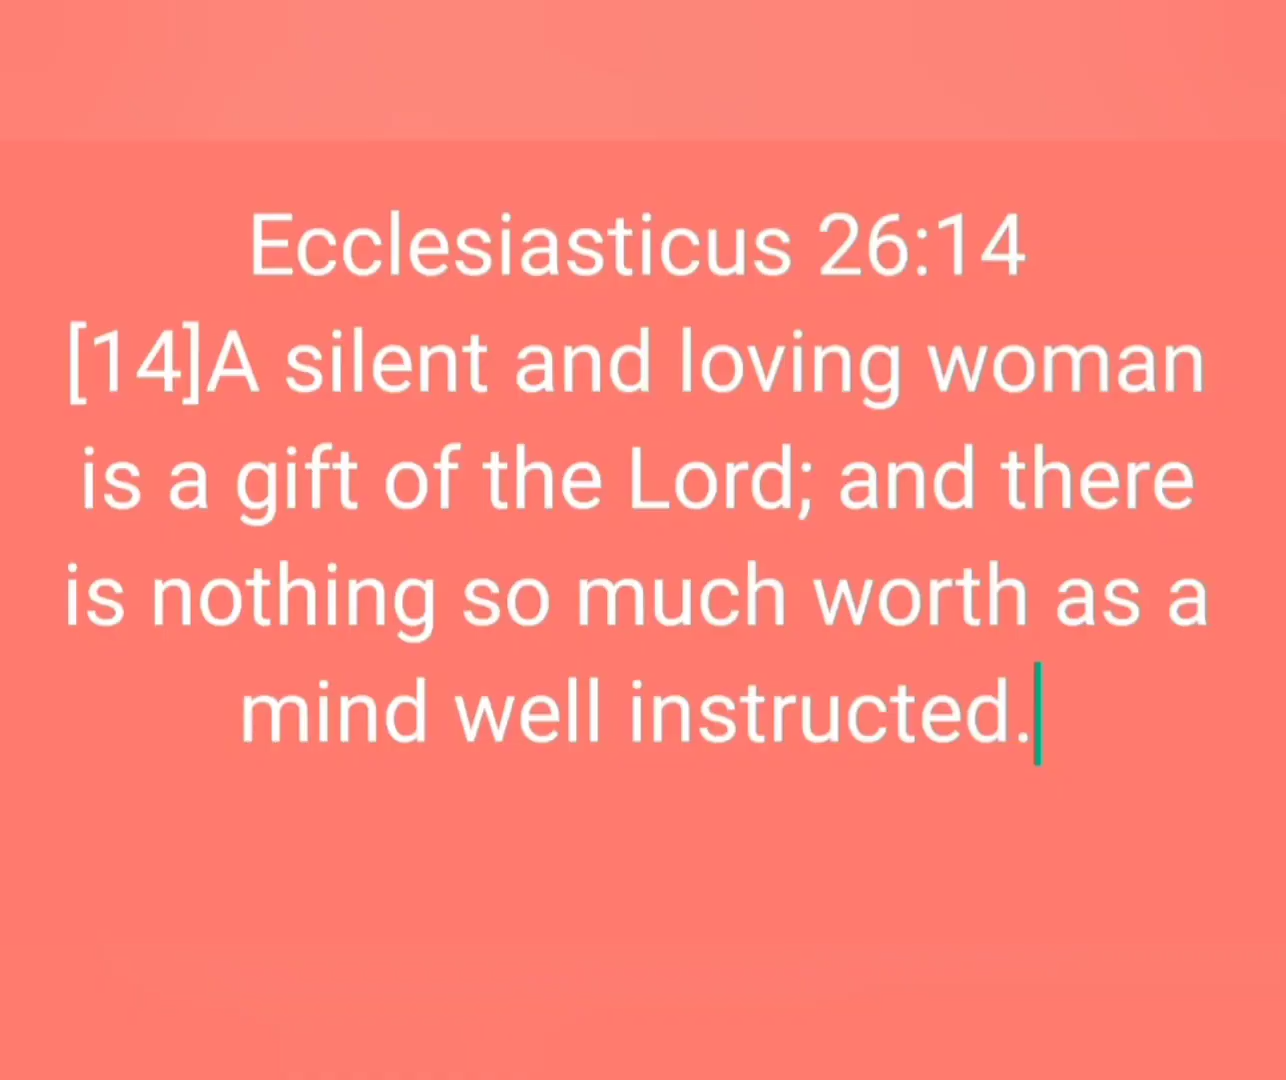 Ecclesiasticus 26:14
[14]A silent and loving woman
is a gift of the Lord; and there
is nothing so much worth as a
mind well instructed.